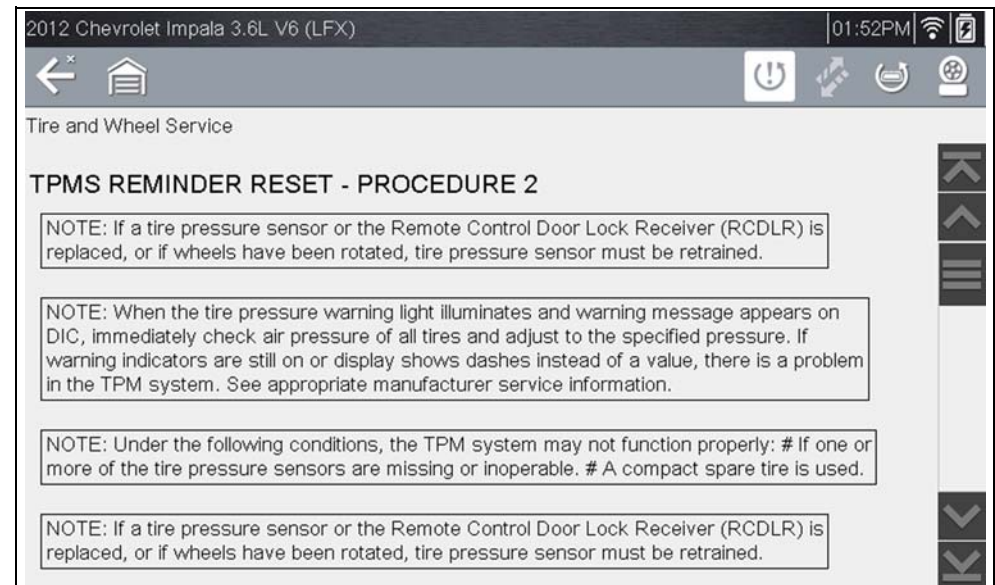 2012 Chevrolet Impala 3.6L V6 (LFX) 01:52PM
Tire and Wheel Service
TPMS REMINDER RESET - PROCEDURE 2
NOTE: If a tire pressure sensor or the Remote Control Door Lock Receiver (RCDLR) is
replaced, or if wheels have been rotated, tire pressure sensor must be retrained.
NOTE: When the tire pressure warning light illuminates and warning message appears on
DIC, immediately check air pressure of all tires and adjust to the specified pressure. If
warning indicators are still on or display shows dashes instead of a value, there is a problem
in the TPM system. See appropriate manufacturer service information.
NOTE: Under the following conditions, the TPM system may not function properly: # If one or
more of the tire pressure sensors are missing or inoperable. # A compact spare tire is used.
NOTE: If a tire pressure sensor or the Remote Control Door Lock Receiver (RCDLR) is
replaced, or if wheels have been rotated, tire pressure sensor must be retrained.